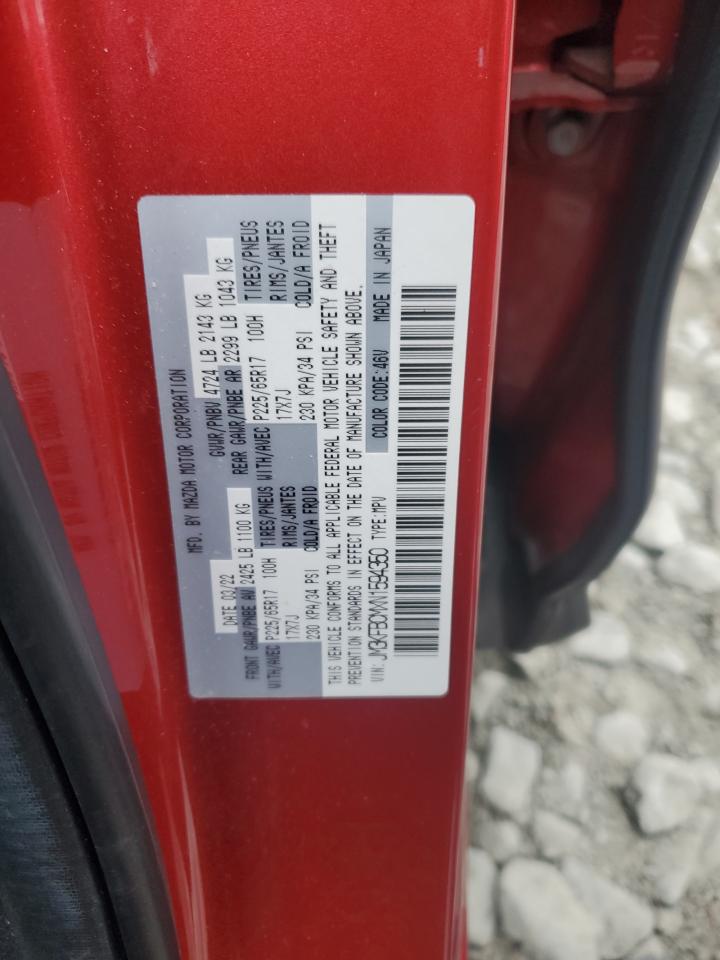 MFD. BY MAZDA MOTOR CORPORATION
DATE 03/22 GVWR/PNBV 4724 LB 2143 KG
FRONT GAWR/PNBE AV 2425 LB 1100 KG REAR GAWR/PNBE AR 2299 LB 1043 KG
WITH/AVEC P225/65R17 100H TIRES/PNEUS WITH/AVEC P225/65R17 100H TIRES/PNEUS
17X7J RIMS/JANTES 17X7J RIMS/JANTES
230 KPA/34 PSI COLD/A FROID 230 KPA/34 PSI COLD/A FROID
THIS VEHICLE CONFORMS TO ALL APPLICABLE FEDERAL MOTOR VEHICLE SAFETY AND THEFT
PREVENTION STANDARDS IN EFFECT ON THE DATE OF MANUFACTURE SHOWN ABOVE.
VIN: JM3KFBCMXN1594350 TYPE:MPV COLOR CODE:46V MADE IN JAPAN